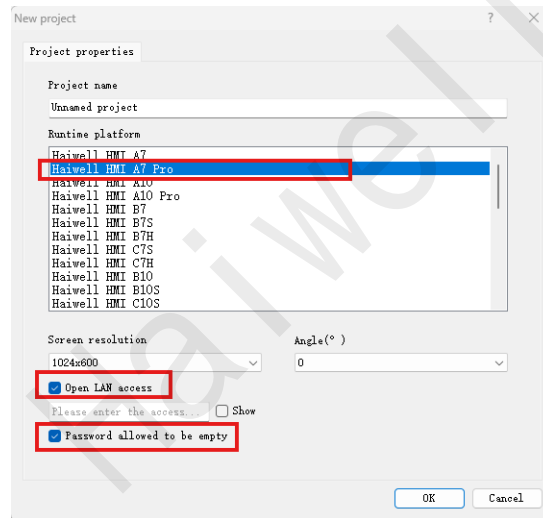 New project
? ×
Project properties
Project name
Unnamed project
Runtime platform
Haiwell HMI A7
Haiwell HMI A7 Pro
Haiwell HMI A10
Haiwell HMI A10 Pro
Haiwell HMI B7
Haiwell HMI B7S
Haiwell HMI B7H
Haiwell HMI C7S
Haiwell HMI C7H
Haiwell HMI B10
Haiwell HMI B10S
Haiwell HMI C10S
Screen resolution Angle(° )
1024x600 0
Open LAN access
Please enter the access... Show
Password allowed to be empty
OK Cancel
Haiwel